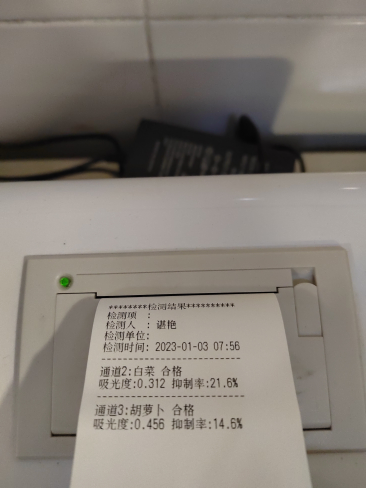 ********检测结果**********
检测项  :
检测人  : 谌艳
检测单位:
检测时间: 2023-01-03 07:56
--------------------------
通道2:白菜 合格
吸光度:0.312 抑制率:21.6%
--------------------------
通道3:胡萝卜 合格
吸光度:0.456 抑制率:14.6%